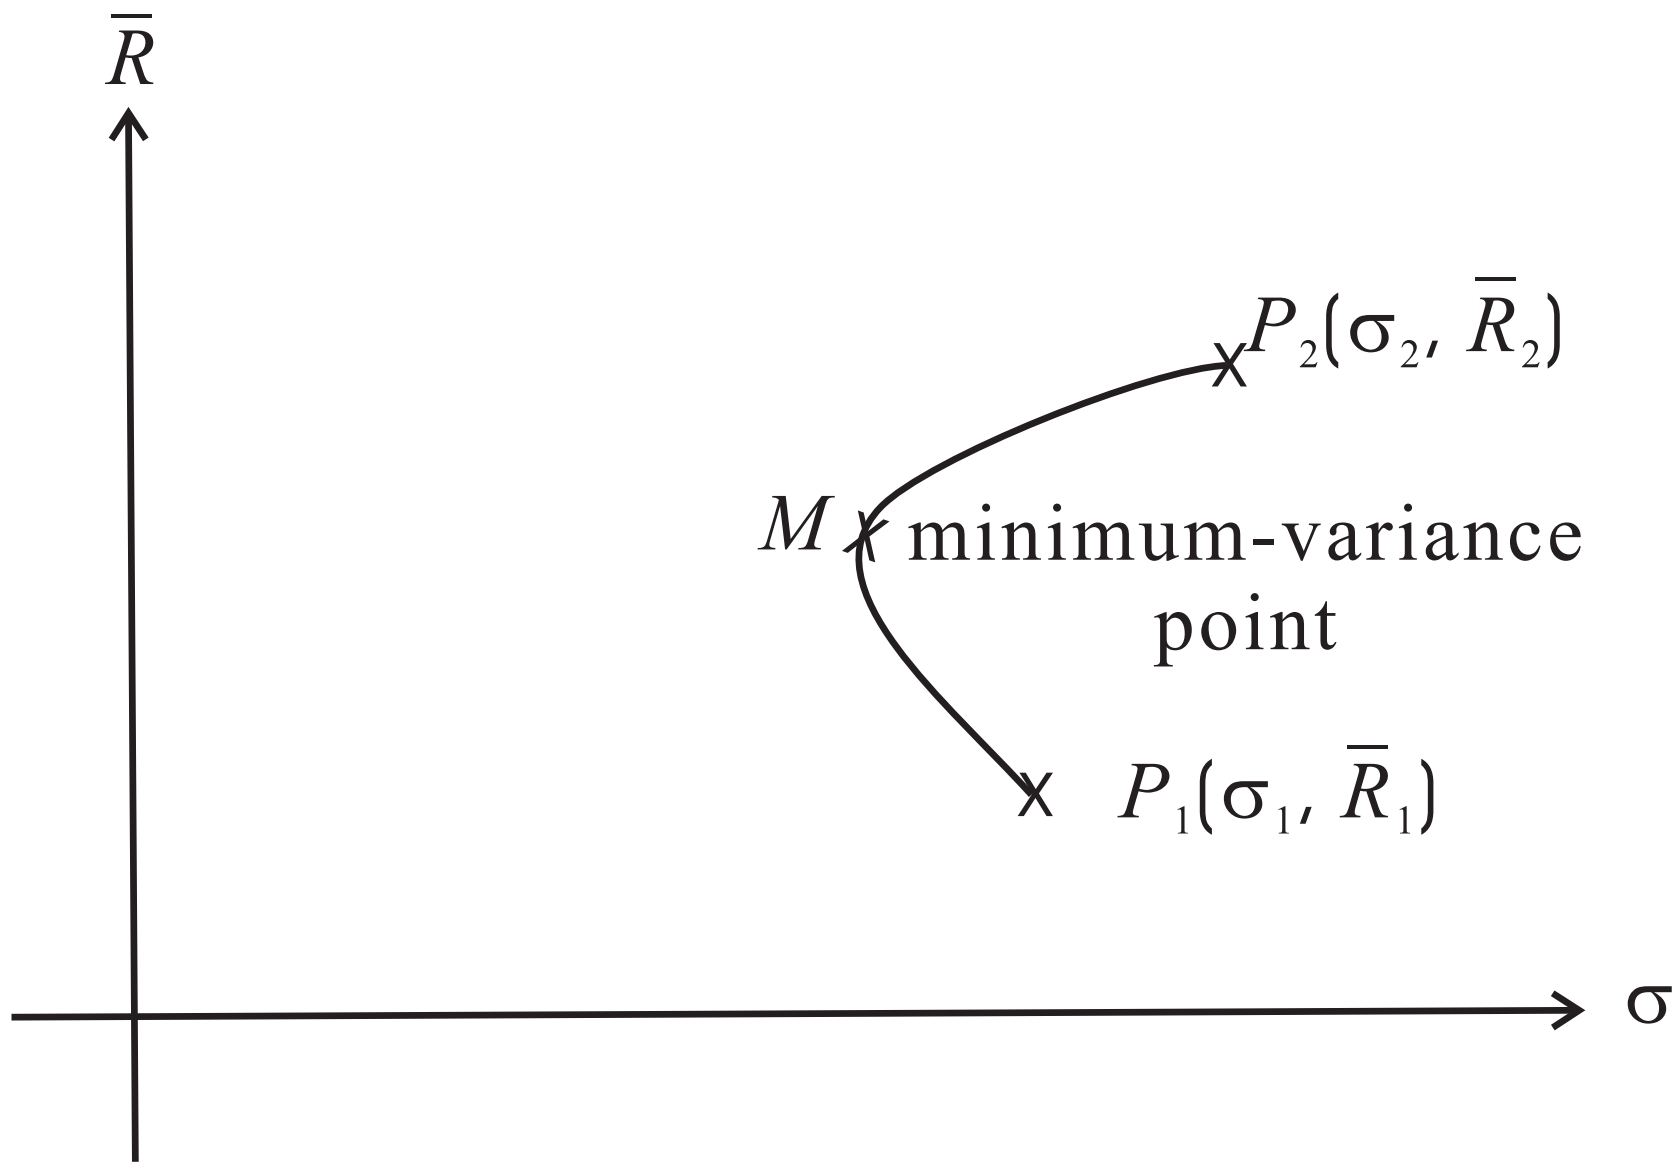 R̅
P₂(σ₂, R̅₂)
M minimum-variance
point
P₁(σ₁, R̅₁)
σ